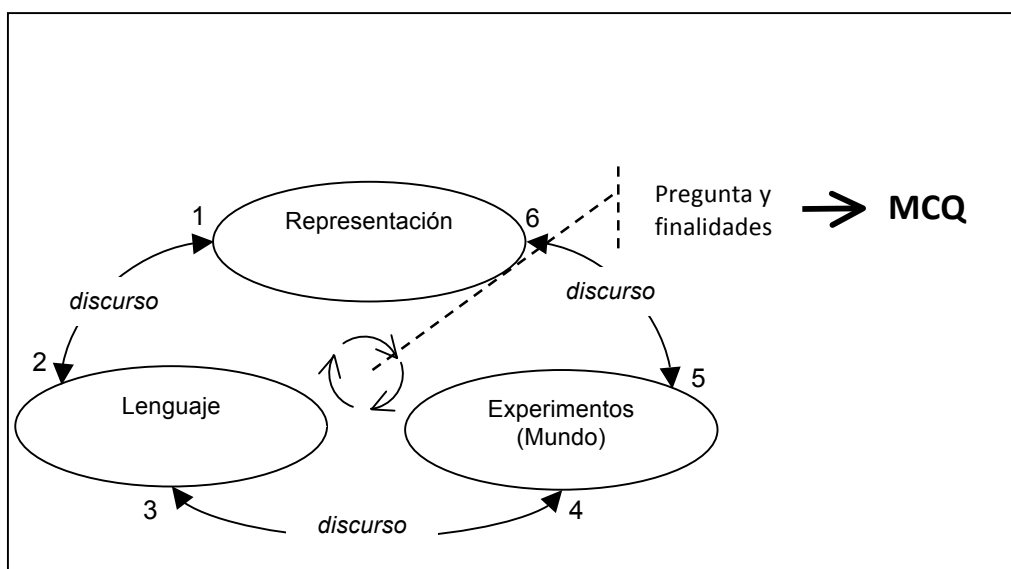 Representación
1
6
Pregunta y
finalidades
MCQ
discurso
discurso
2
5
Lenguaje
Experimentos
(Mundo)
3
4
discurso